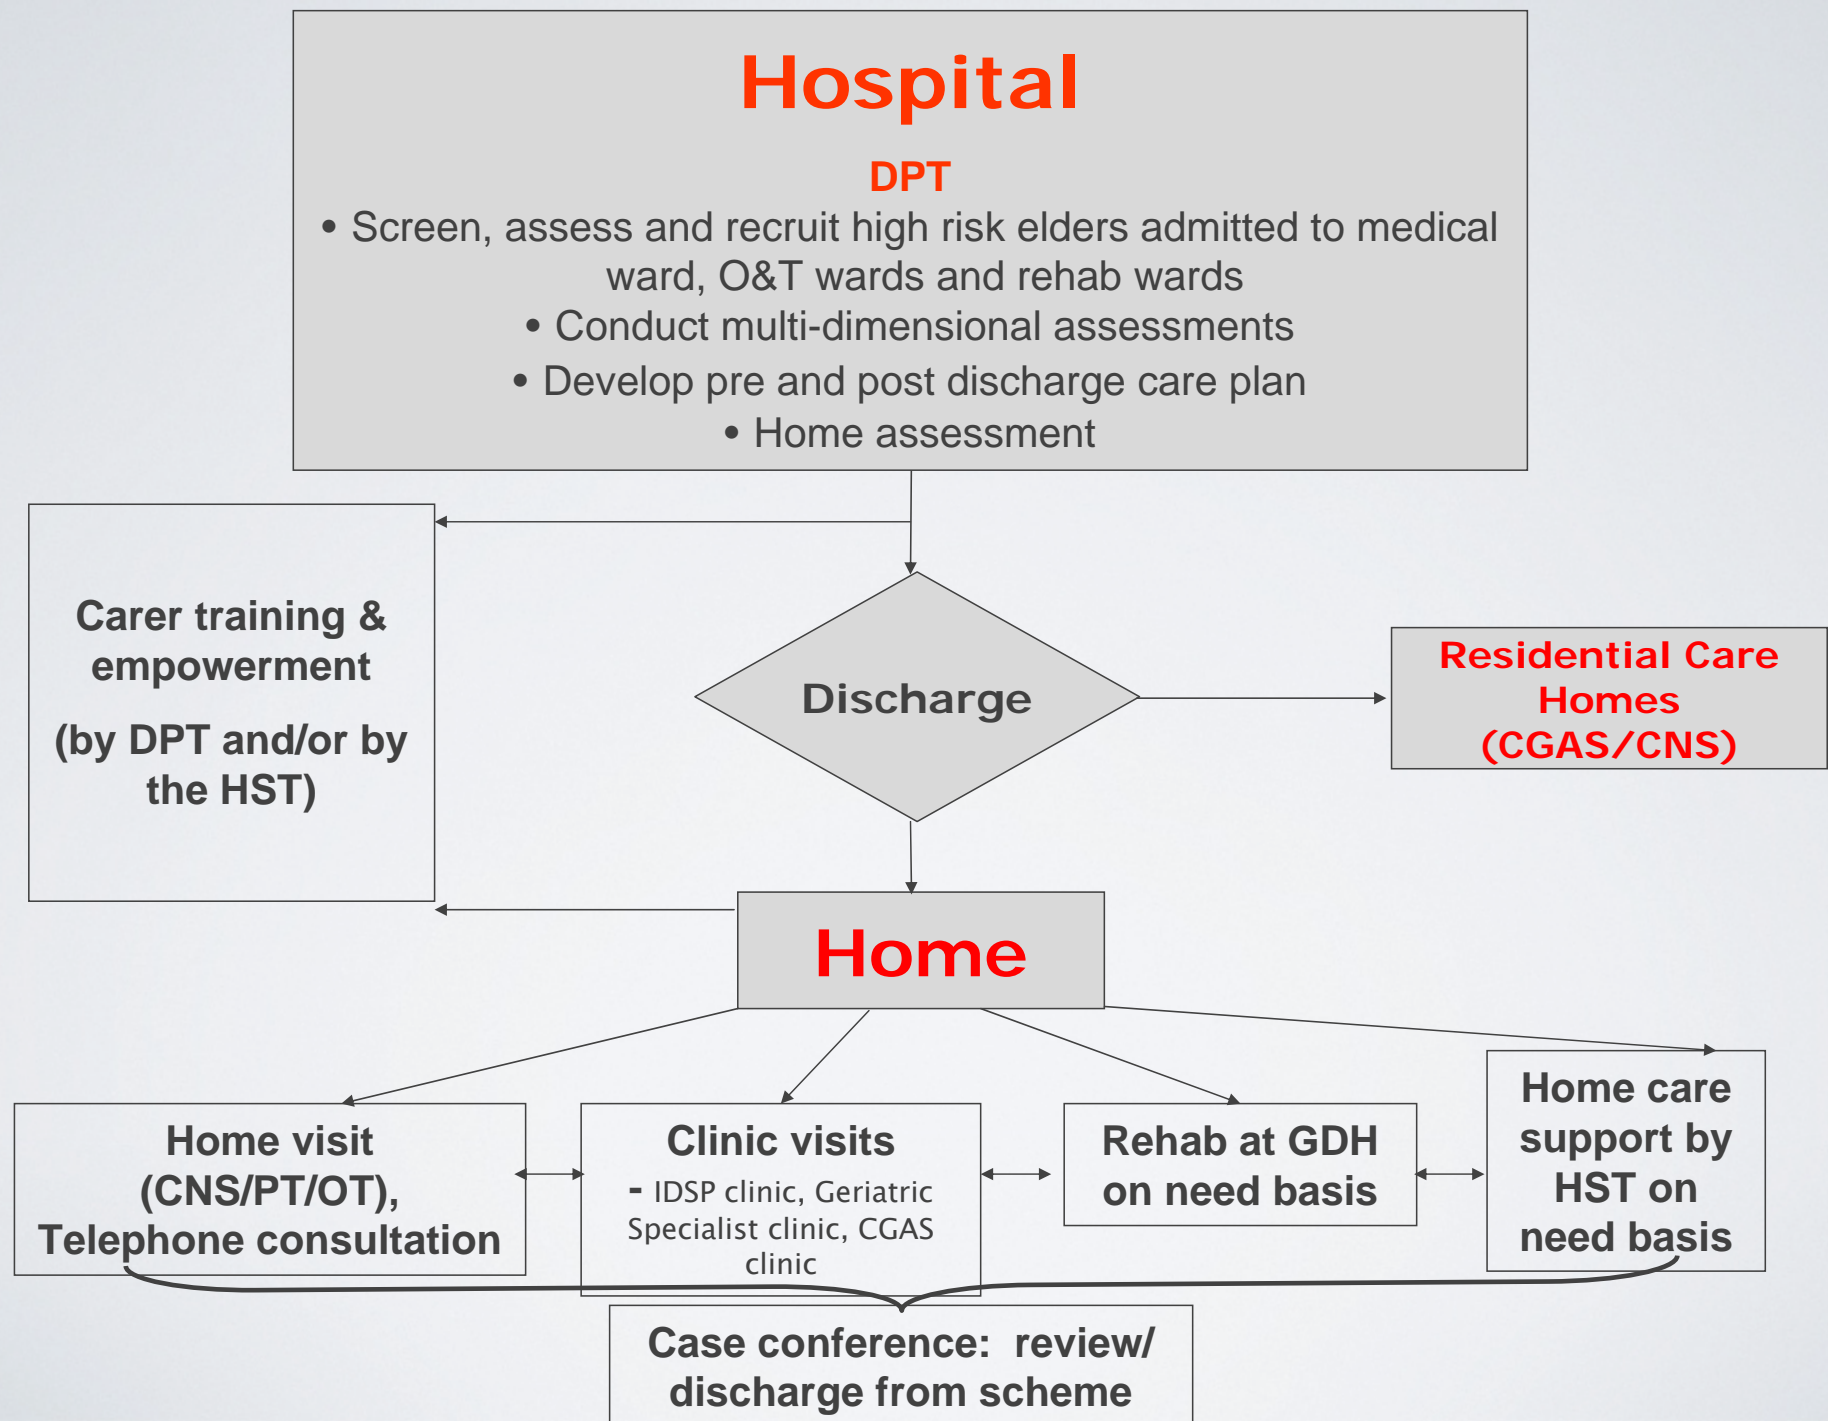 Hospital
DPT
• Screen, assess and recruit high risk elders admitted to medical
ward, O&T wards and rehab wards
• Conduct multi-dimensional assessments
• Develop pre and post discharge care plan
• Home assessment
Carer training &
empowerment
(by DPT and/or by
the HST)
Discharge
Residential Care
Homes
(CGAS/CNS)
Home
Home visit
(CNS/PT/OT),
Telephone consultation
Clinic visits
- IDSP clinic, Geriatric
Specialist clinic, CGAS
clinic
Rehab at GDH
on need basis
Home care
support by
HST on
need basis
Case conference: review/
discharge from scheme